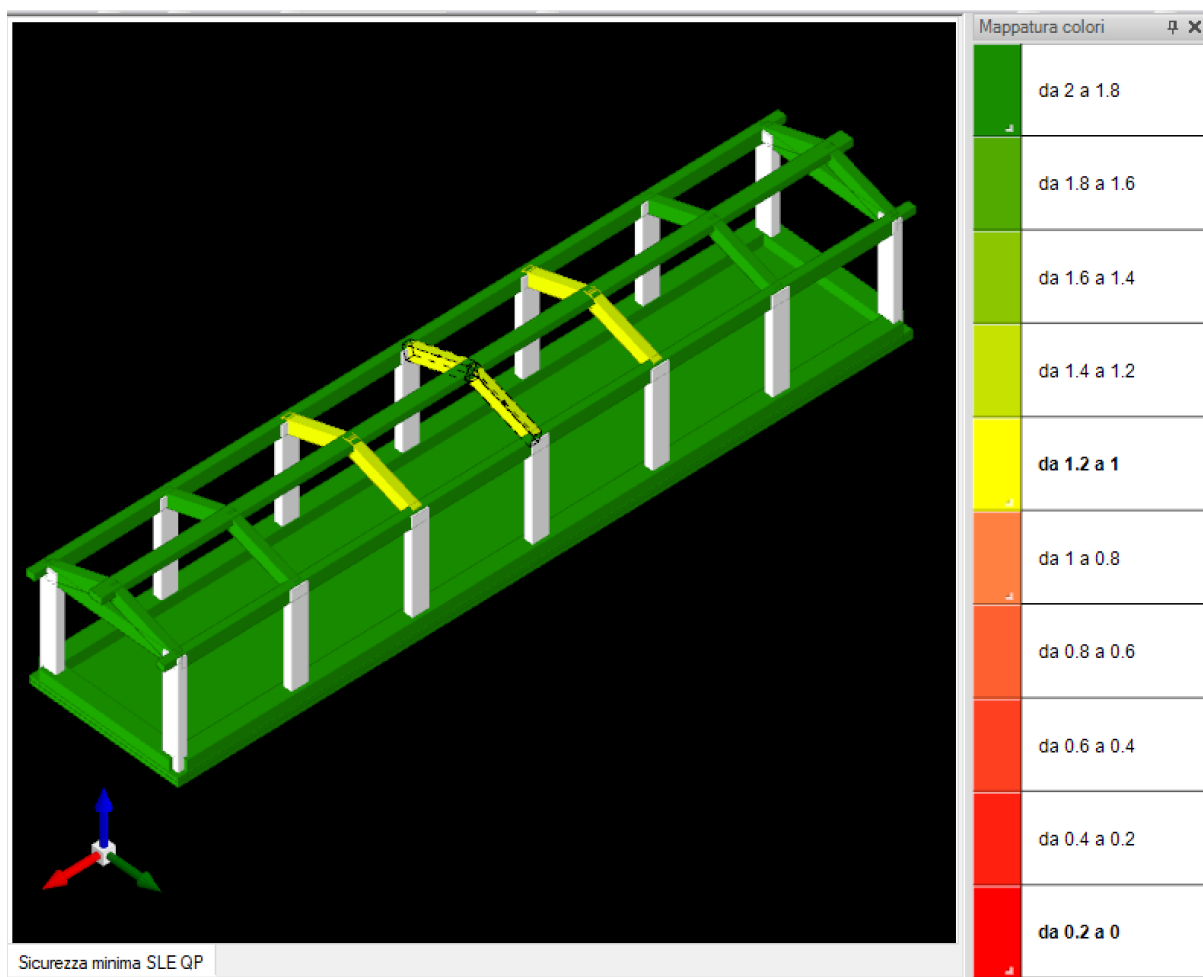 Mappatura colori
da 2 a 1.8
da 1.8 a 1.6
da 1.6 a 1.4
da 1.4 a 1.2
da 1.2 a 1
da 1 a 0.8
da 0.8 a 0.6
da 0.6 a 0.4
da 0.4 a 0.2
da 0.2 a 0
Sicurezza minima SLE QP